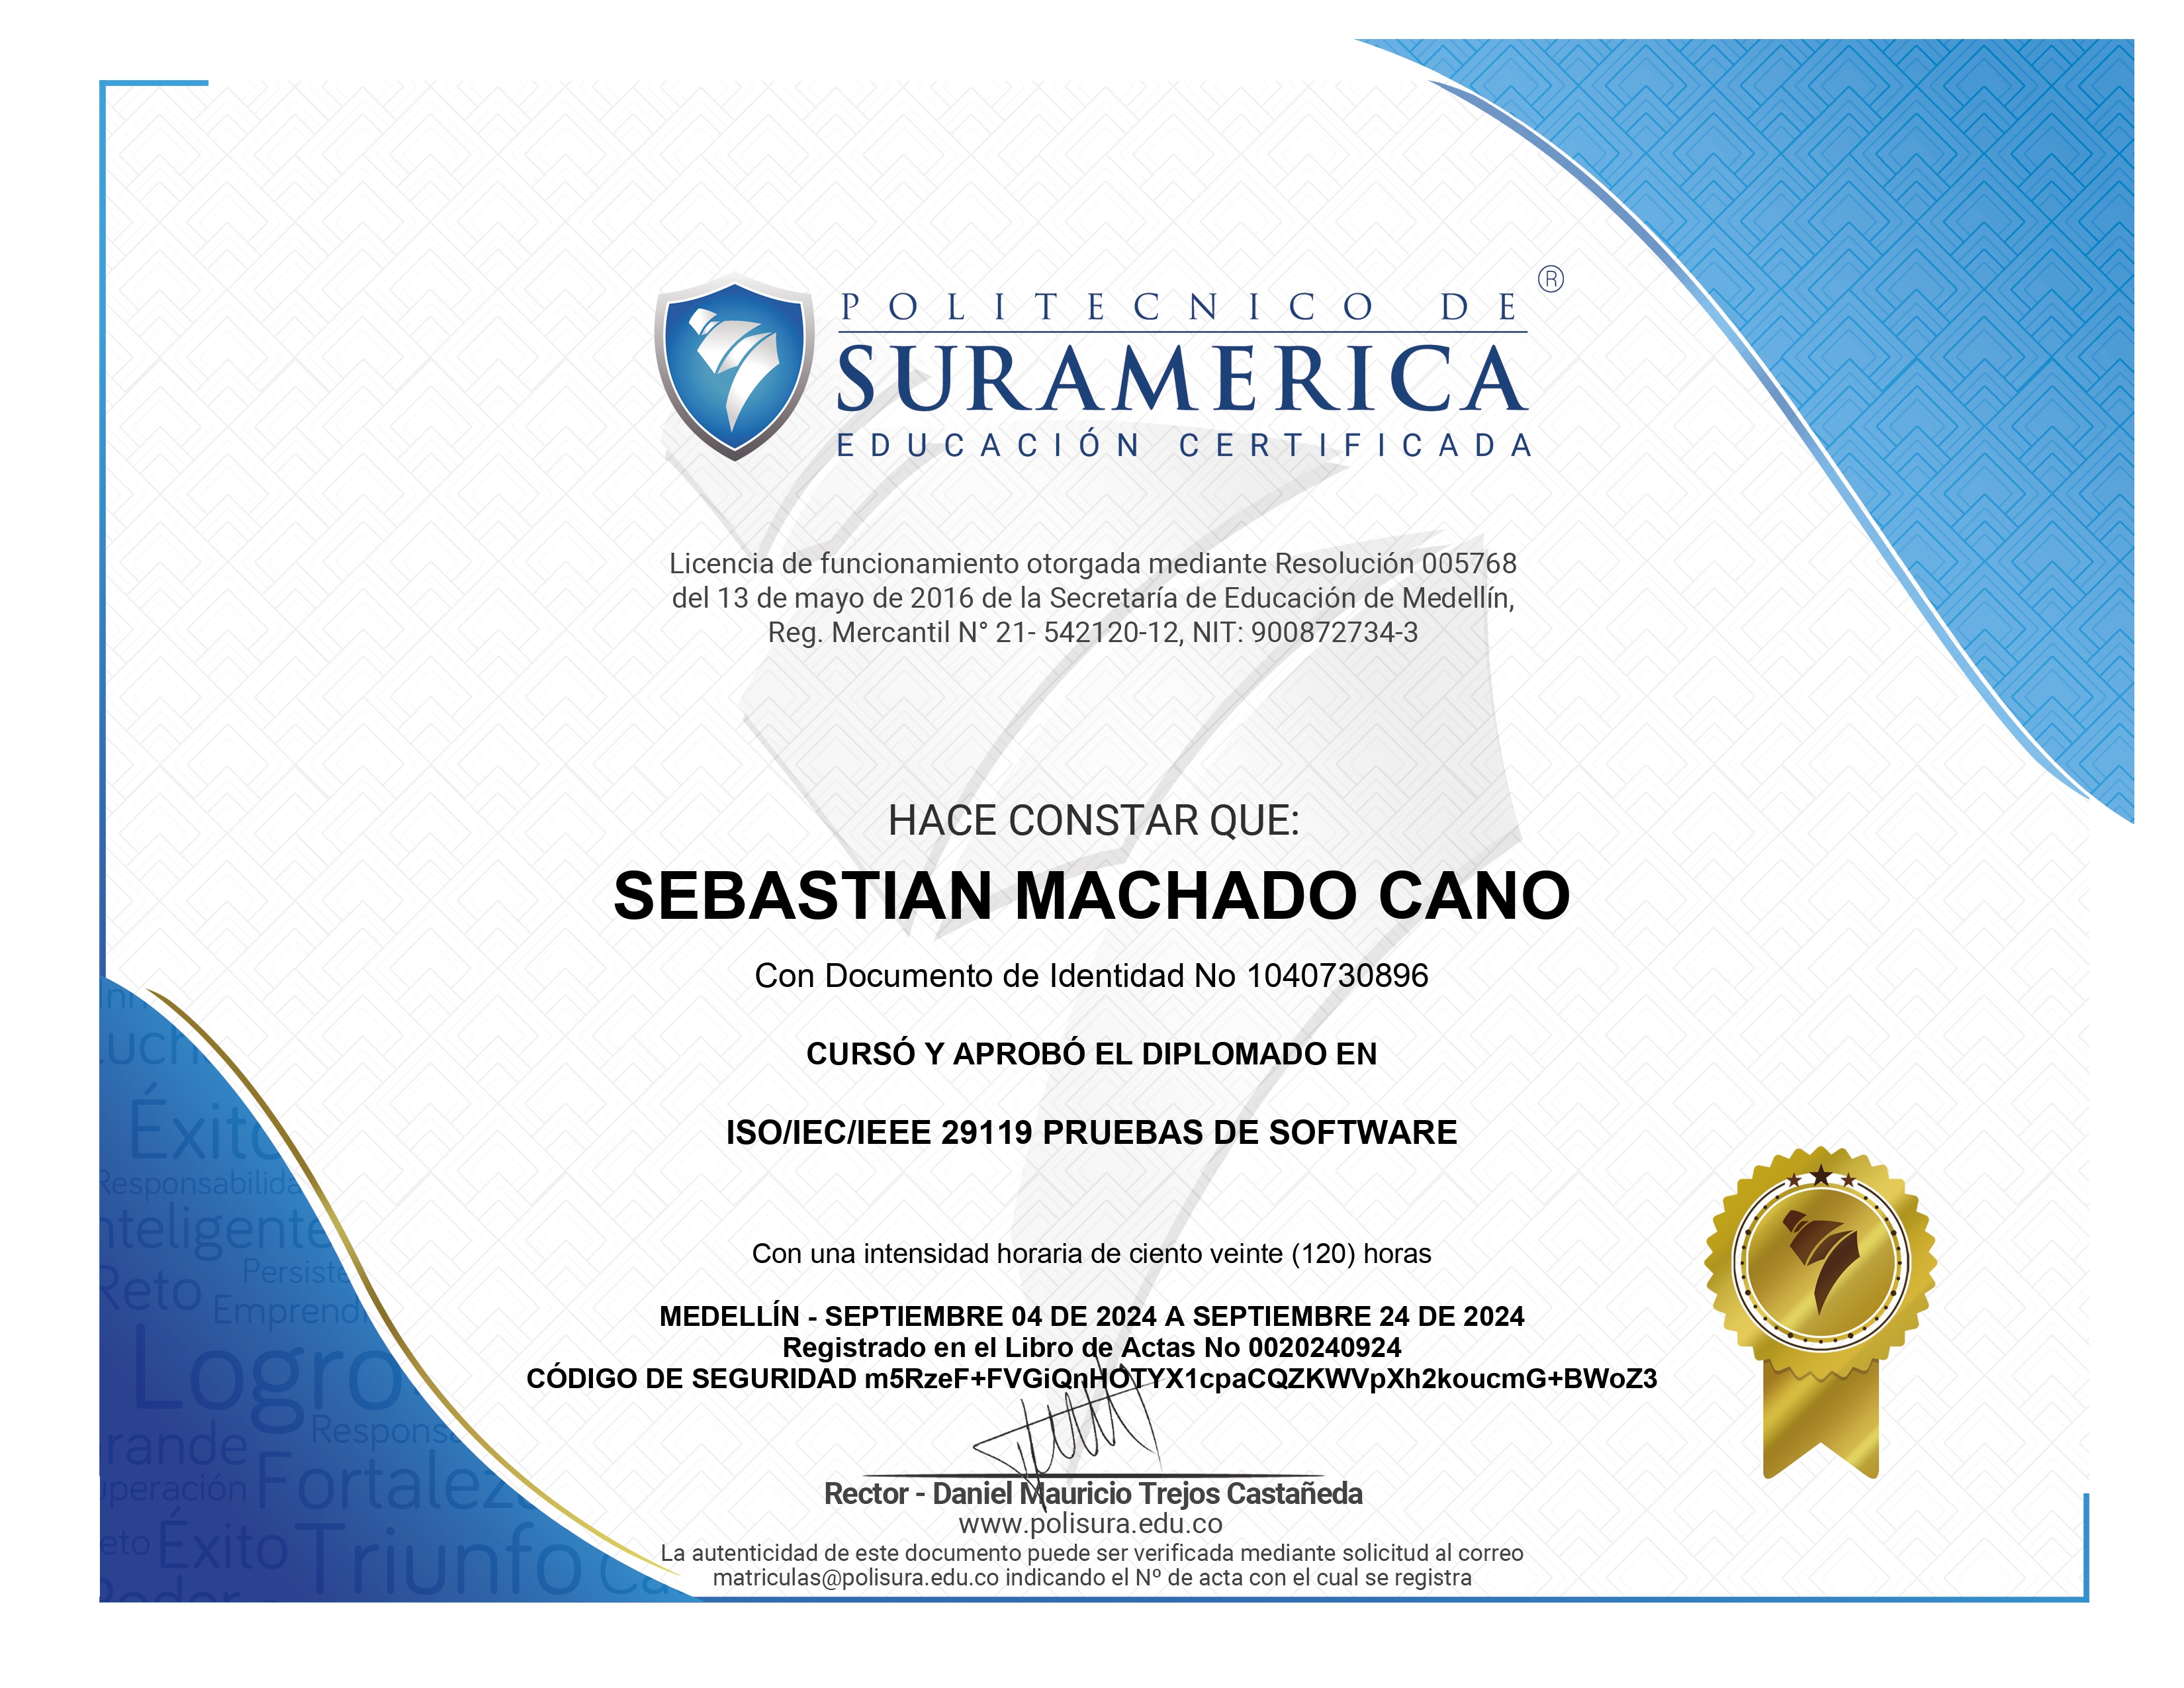 POLITECNICO DE ®
SURAMERICA
EDUCACIÓN CERTIFICADA
Licencia de funcionamiento otorgada mediante Resolución 005768
del 13 de mayo de 2016 de la Secretaría de Educación de Medellín,
Reg. Mercantil N° 21- 542120-12, NIT: 900872734-3
HACE CONSTAR QUE:
SEBASTIAN MACHADO CANO
Con Documento de Identidad No 1040730896
CURSÓ Y APROBÓ EL DIPLOMADO EN
ISO/IEC/IEEE 29119 PRUEBAS DE SOFTWARE
Con una intensidad horaria de ciento veinte (120) horas
MEDELLÍN - SEPTIEMBRE 04 DE 2024 A SEPTIEMBRE 24 DE 2024
Registrado en el Libro de Actas No 0020240924
CÓDIGO DE SEGURIDAD m5RzeF+FVGiQnHOTYX1cpaCQZKWVpXh2koucmG+BWoZ3
Rector - Daniel Mauricio Trejos Castañeda
www.polisura.edu.co
La autenticidad de este documento puede ser verificada mediante solicitud al correo
matriculas@polisura.edu.co indicando el Nº de acta con el cual se registra
Éxito
Responsabilida
nteligente
Persiste
Reto
Emprend
Logro
Respons
rande
peración
Fortalez
eto
Éxito
Triunfo